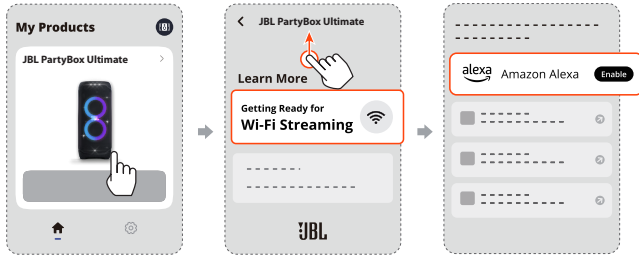 My Products
JBL PartyBox Ultimate
JBL PartyBox Ultimate
Learn More
Getting Ready for
Wi-Fi Streaming
JBL
alexa Amazon Alexa Enable